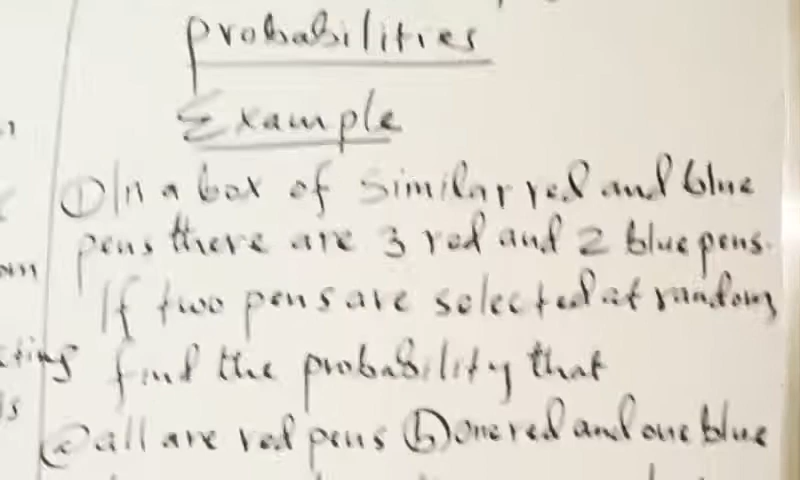 probabilities
Example
① In a box of similar red and blue
pens there are 3 red and 2 blue pens.
If two pens are selected at random,
find the probability that
ⓐ all are red pens ⓑ one red and one blue